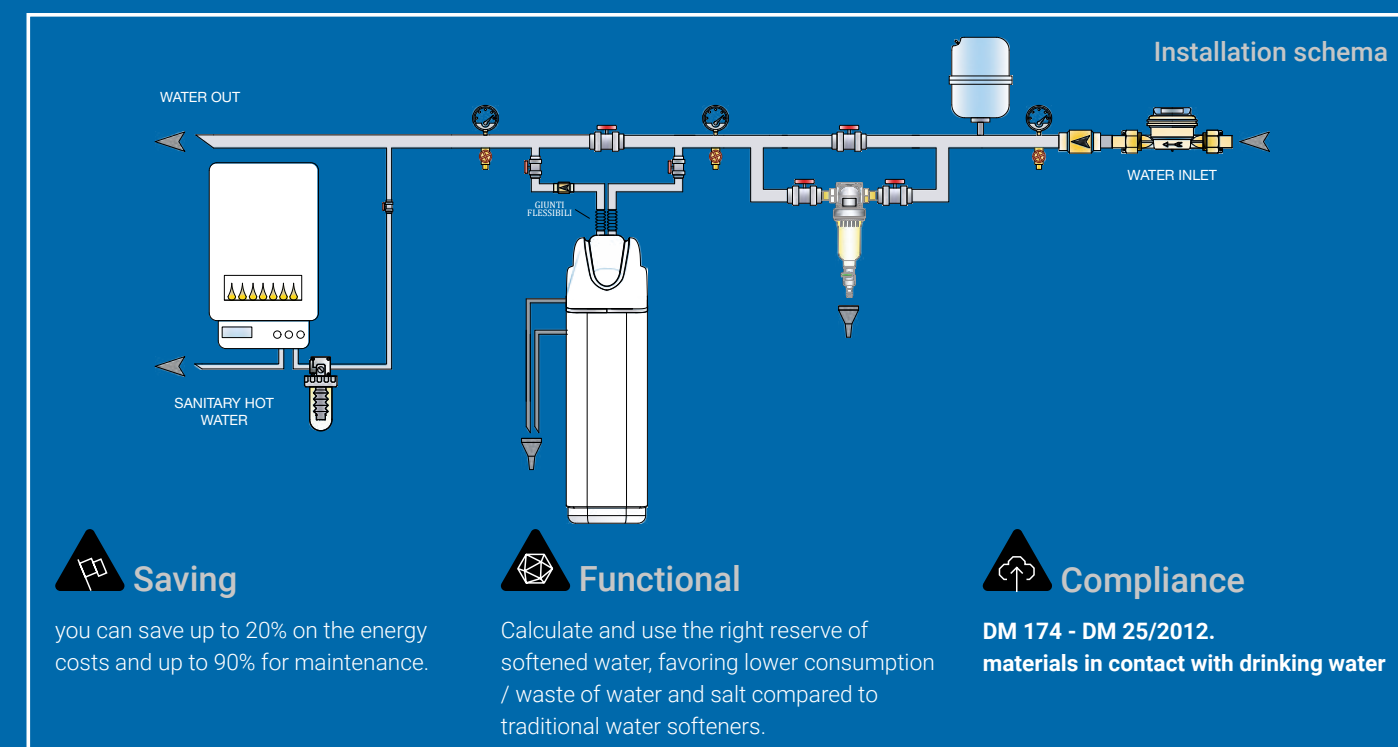 Installation schema
WATER OUT
WATER INLET
GIUNTI
FLESSIBILI
SANITARY HOT
WATER
Saving
you can save up to 20% on the energy
costs and up to 90% for maintenance.
Functional
Calculate and use the right reserve of
softened water, favoring lower consumption
/ waste of water and salt compared to
traditional water softeners.
Compliance
DM 174 - DM 25/2012.
materials in contact with drinking water